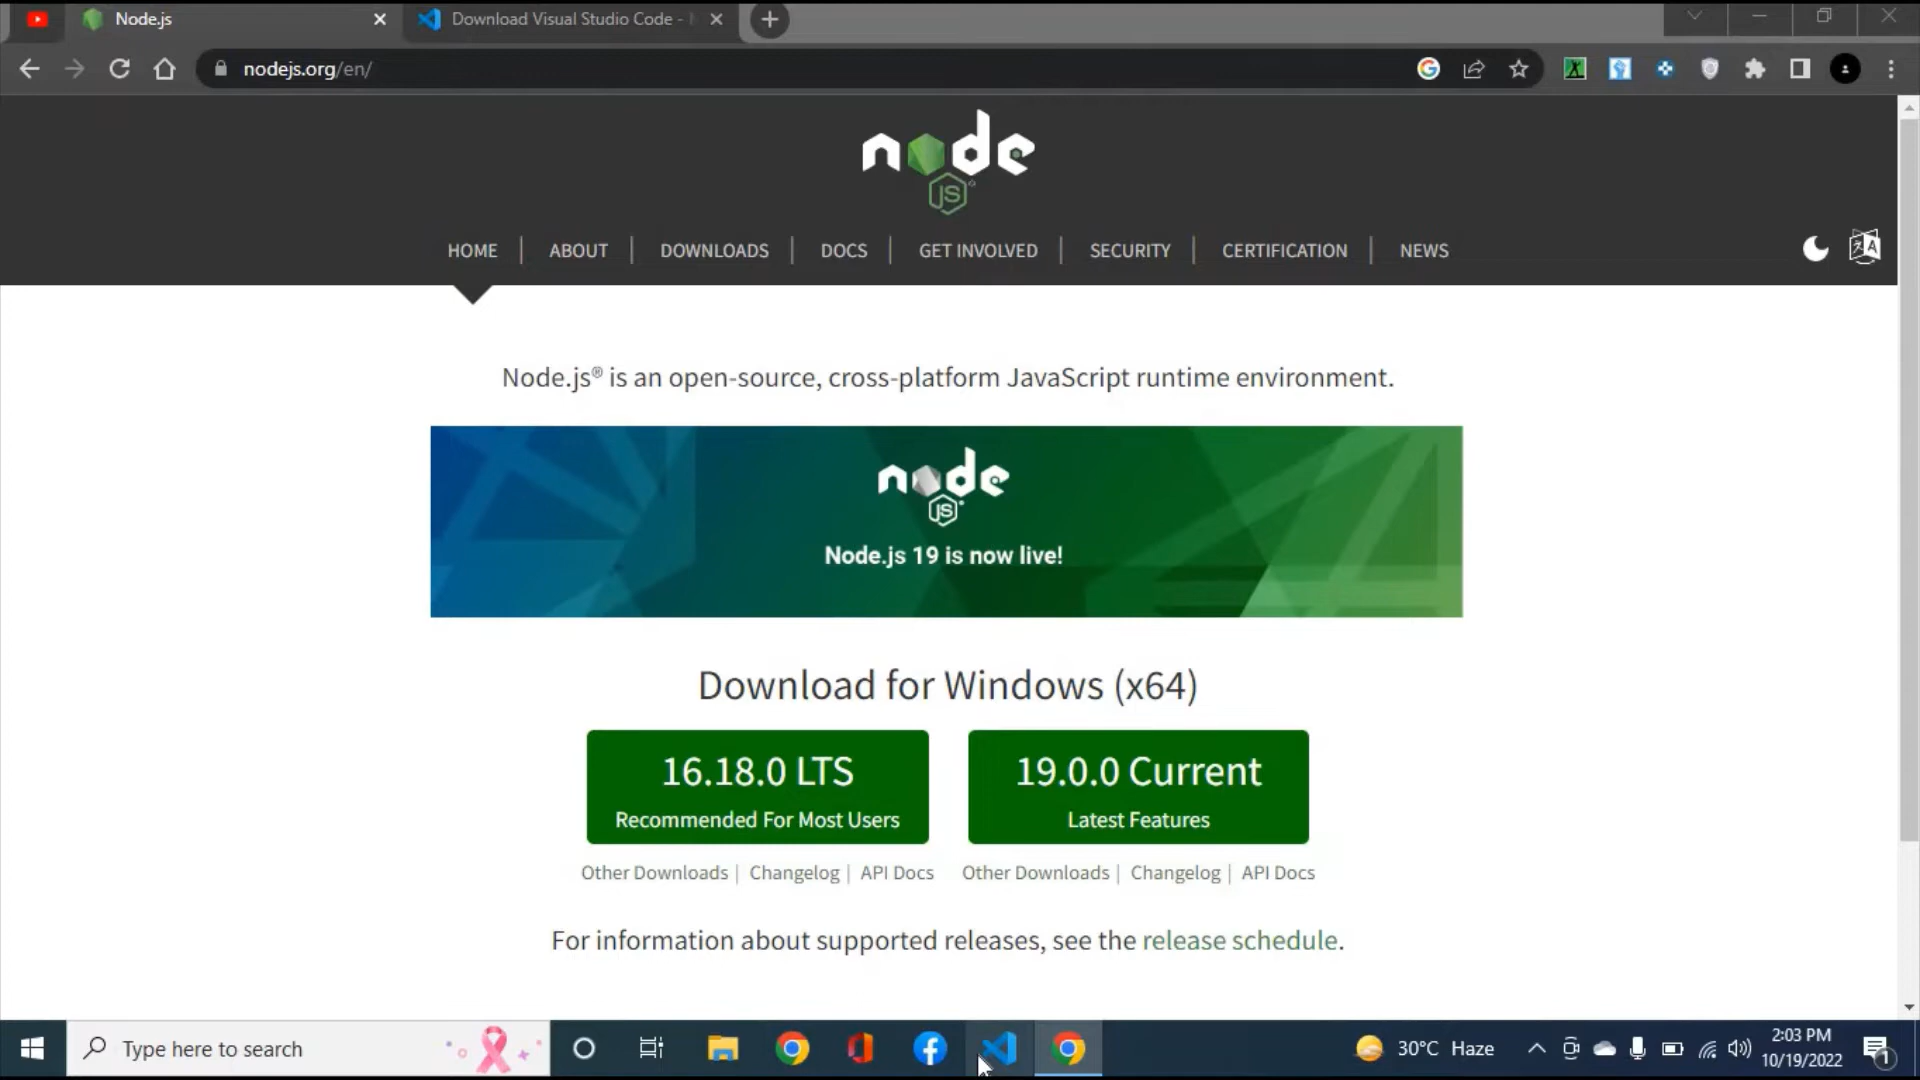 Node.js
Download Visual Studio Code -
nodejs.org/en/
node
JS
HOME | ABOUT | DOWNLOADS | DOCS | GET INVOLVED | SECURITY | CERTIFICATION | NEWS
Node.js® is an open-source, cross-platform JavaScript runtime environment.
node
JS
Node.js 19 is now live!
Download for Windows (x64)
16.18.0 LTS
Recommended For Most Users
19.0.0 Current
Latest Features
Other Downloads | Changelog | API Docs
Other Downloads | Changelog | API Docs
For information about supported releases, see the release schedule.
Type here to search
30°C Haze
2:03 PM
10/19/2022
1